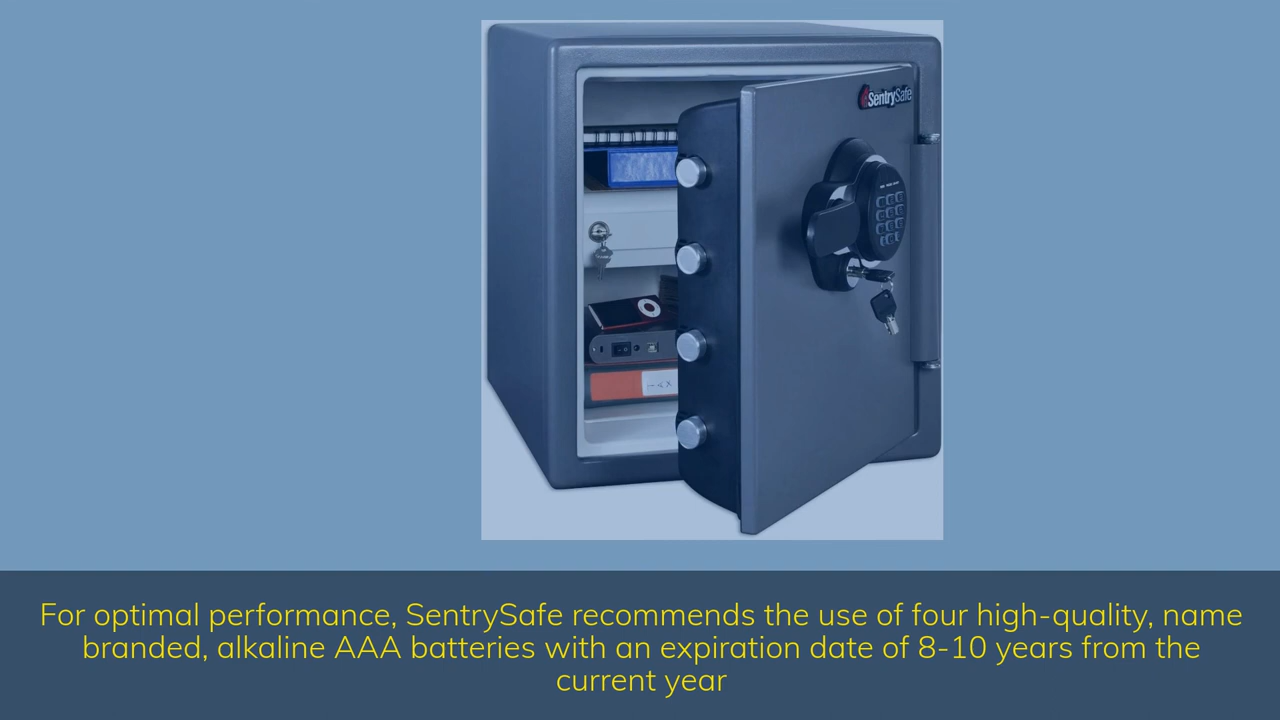 SentrySafe
TAX
For optimal performance, SentrySafe recommends the use of four high-quality, name
branded, alkaline AAA batteries with an expiration date of 8-10 years from the
current year